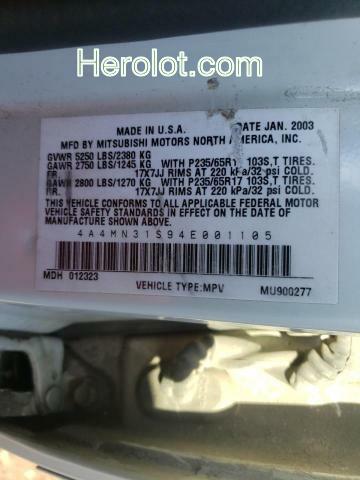 Herolot.com
MADE IN U.S.A. DATE JAN. 2003
MFD BY MITSUBISHI MOTORS NORTH AMERICA, INC.
GVWR 5250 LBS/2380 KG
GAWR 2750 LBS/1245 KG WITH P235/65R17 103S,T TIRES.
FR. 17X7JJ RIMS AT 220 kPa/32 psi COLD
GAWR 2800 LBS/1270 KG WITH P235/65R17 103S,T TIRES.
RR. 17X7JJ RIMS AT 220 kPa/32 psi COLD
THIS VEHICLE CONFORMS TO ALL APPLICABLE FEDERAL MOTOR
VEHICLE SAFETY STANDARDS IN EFFECT ON THE DATE OF
MANUFACTURE SHOWN ABOVE.
4A4MN31S94E001105
MDH 012323
VEHICLE TYPE:MPV MU900277